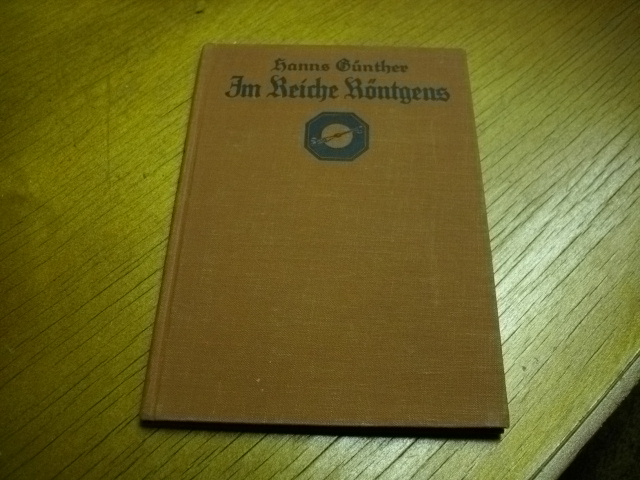 Hanns Günther
Im Reiche Röntgens